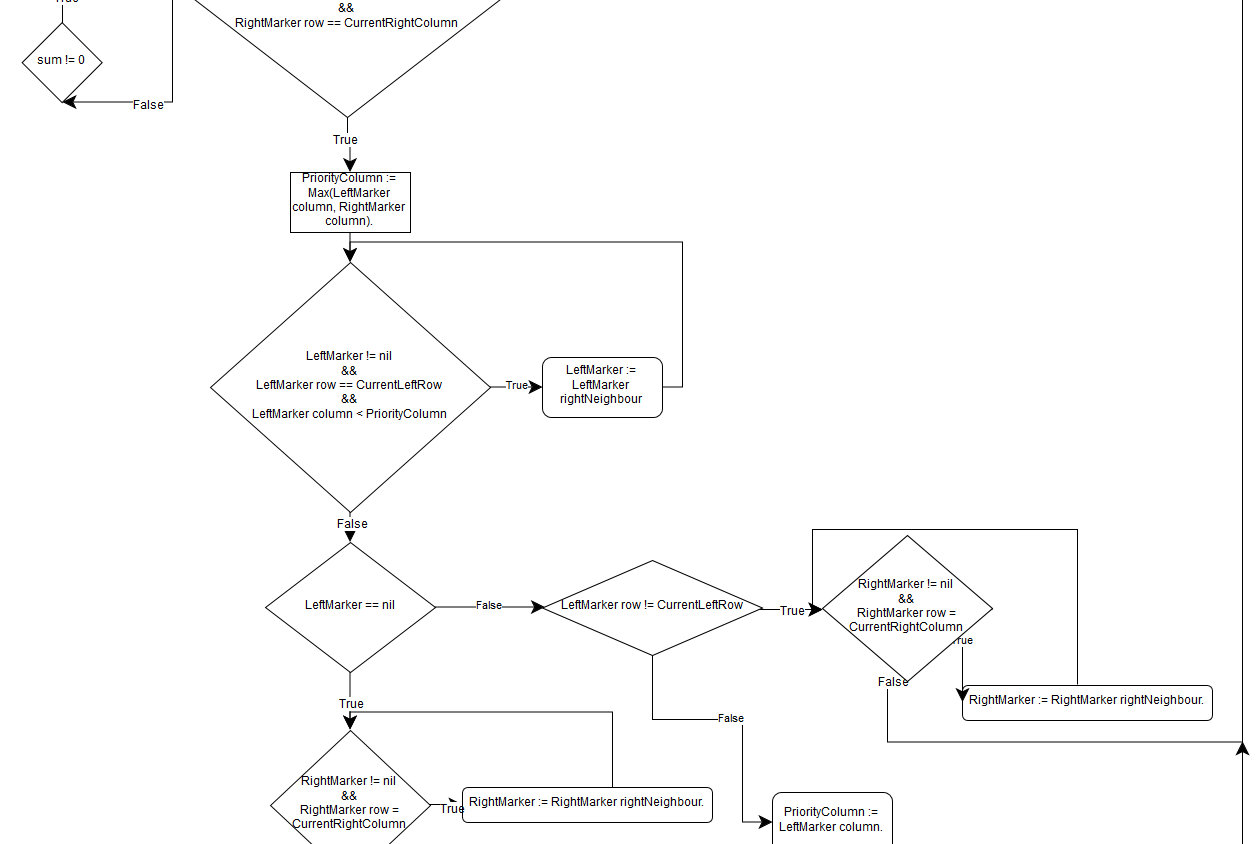 True
&&
RightMarker row == CurrentRightColumn
sum != 0
False
True
PriorityColumn :=
Max(LeftMarker
column, RightMarker
column).
LeftMarker != nil
&&
LeftMarker row == CurrentLeftRow
&&
LeftMarker column < PriorityColumn
True
LeftMarker :=
LeftMarker
rightNeighbour
False
LeftMarker == nil
False
LeftMarker row != CurrentLeftRow
True
RightMarker != nil
&&
RightMarker row =
CurrentRightColumn
True
False
RightMarker := RightMarker rightNeighbour.
True
False
RightMarker != nil
&&
RightMarker row =
CurrentRightColumn
True
RightMarker := RightMarker rightNeighbour.
PriorityColumn :=
LeftMarker column.